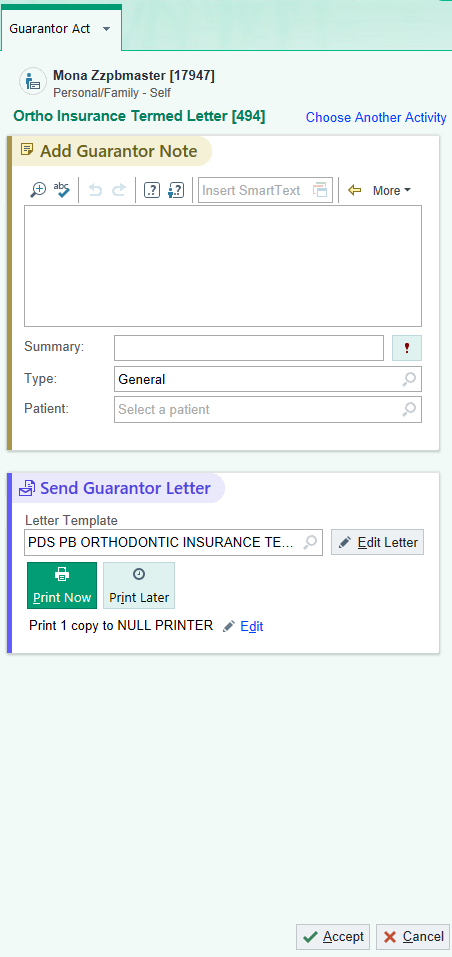 Guarantor Act
Mona Zzpbmaster [17947]
Personal/Family - Self
Ortho Insurance Termed Letter [494]
Choose Another Activity
Add Guarantor Note
abc
Insert SmartText
More
Summary:
Type:
General
Patient:
Select a patient
Send Guarantor Letter
Letter Template
PDS PB ORTHODONTIC INSURANCE TE...
Edit Letter
Print Now
Print Later
Print 1 copy to NULL PRINTER
Edit
Accept
Cancel